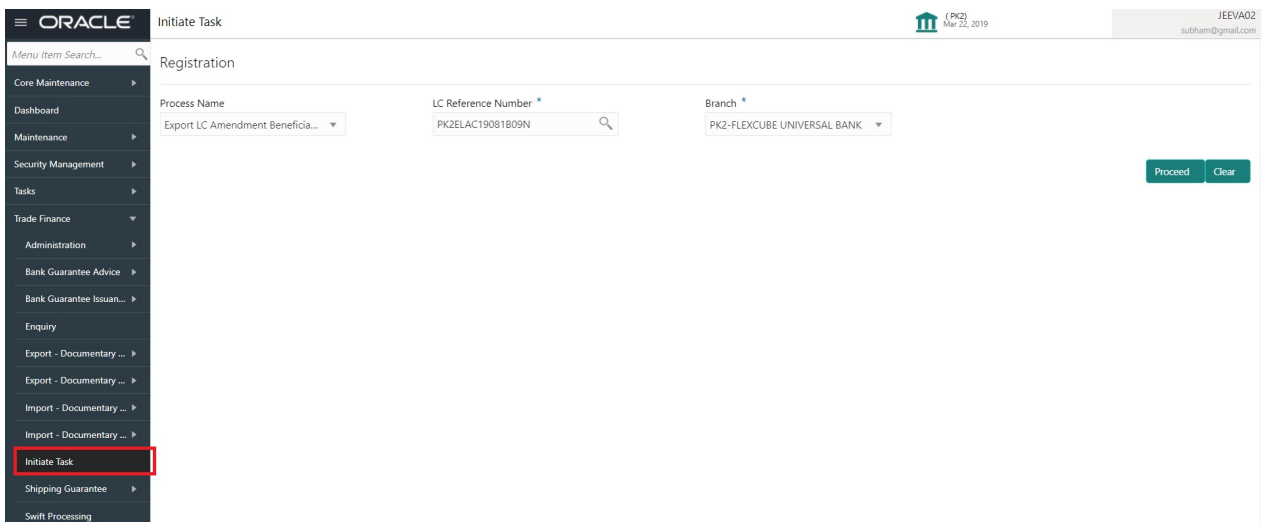 ORACLE
Initiate Task
( PK2)
Mar 22, 2019
JEEVA02
subham@gmail.com
Menu Item Search...
Core Maintenance
Dashboard
Maintenance
Security Management
Tasks
Trade Finance
Administration
Bank Guarantee Advice
Bank Guarantee Issuan...
Enquiry
Export - Documentary ...
Export - Documentary ...
Import - Documentary ...
Import - Documentary ...
Initiate Task
Shipping Guarantee
Swift Processing
Registration
Process Name
Export LC Amendment Beneficia...
LC Reference Number *
PK2ELAC19081B09N
Branch *
PK2-FLEXCUBE UNIVERSAL BANK
Proceed
Clear